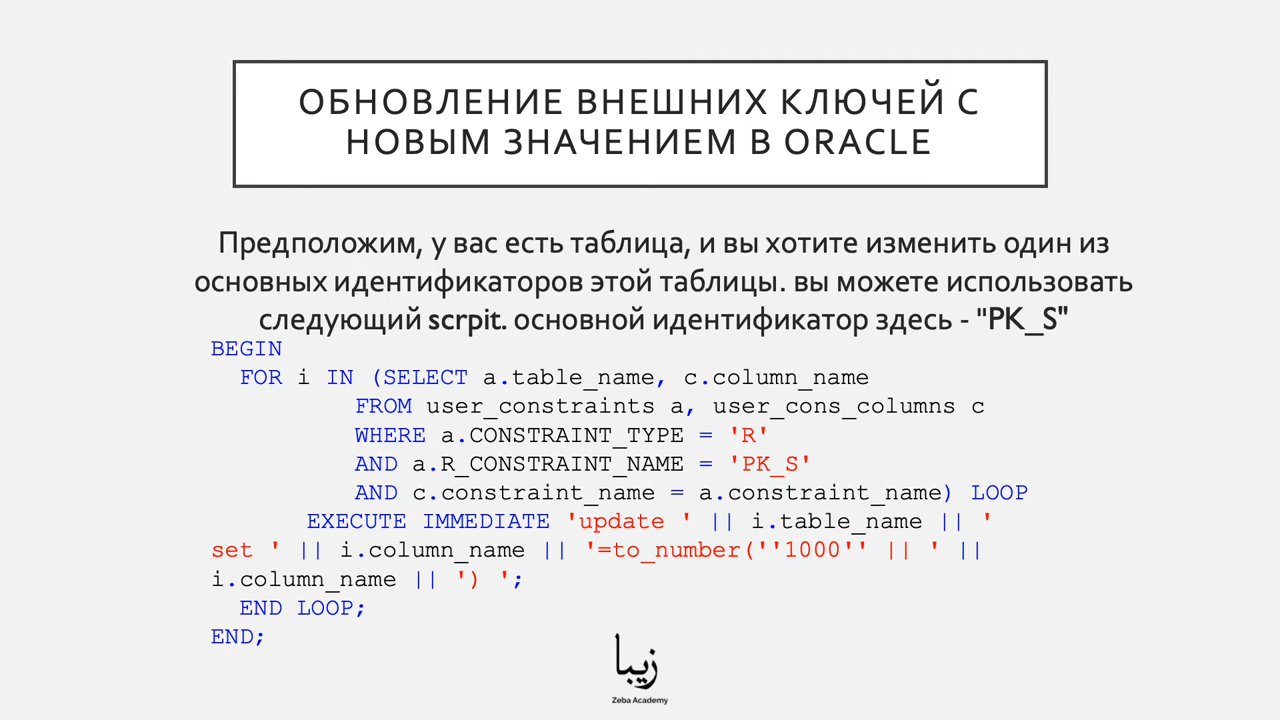 ОБНОВЛЕНИЕ ВНЕШНИХ КЛЮЧЕЙ С
НОВЫМ ЗНАЧЕНИЕМ В ORACLE
Предположим, у вас есть таблица, и вы хотите изменить один из
основных идентификаторов этой таблицы. вы можете использовать
следующий scrpit. основной идентификатор здесь - "PK_S"
BEGIN
FOR i IN (SELECT a.table_name, c.column_name
FROM user_constraints a, user_cons_columns c
WHERE a.CONSTRAINT_TYPE = 'R'
AND a.R_CONSTRAINT_NAME = 'PK_S'
AND c.constraint_name = a.constraint_name) LOOP
EXECUTE IMMEDIATE 'update ' || i.table_name || '
set ' || i.column_name || '=to_number(''1000'' || ' ||
i.column_name || ') ';
END LOOP;
END;
زيبا
Zeba Academy